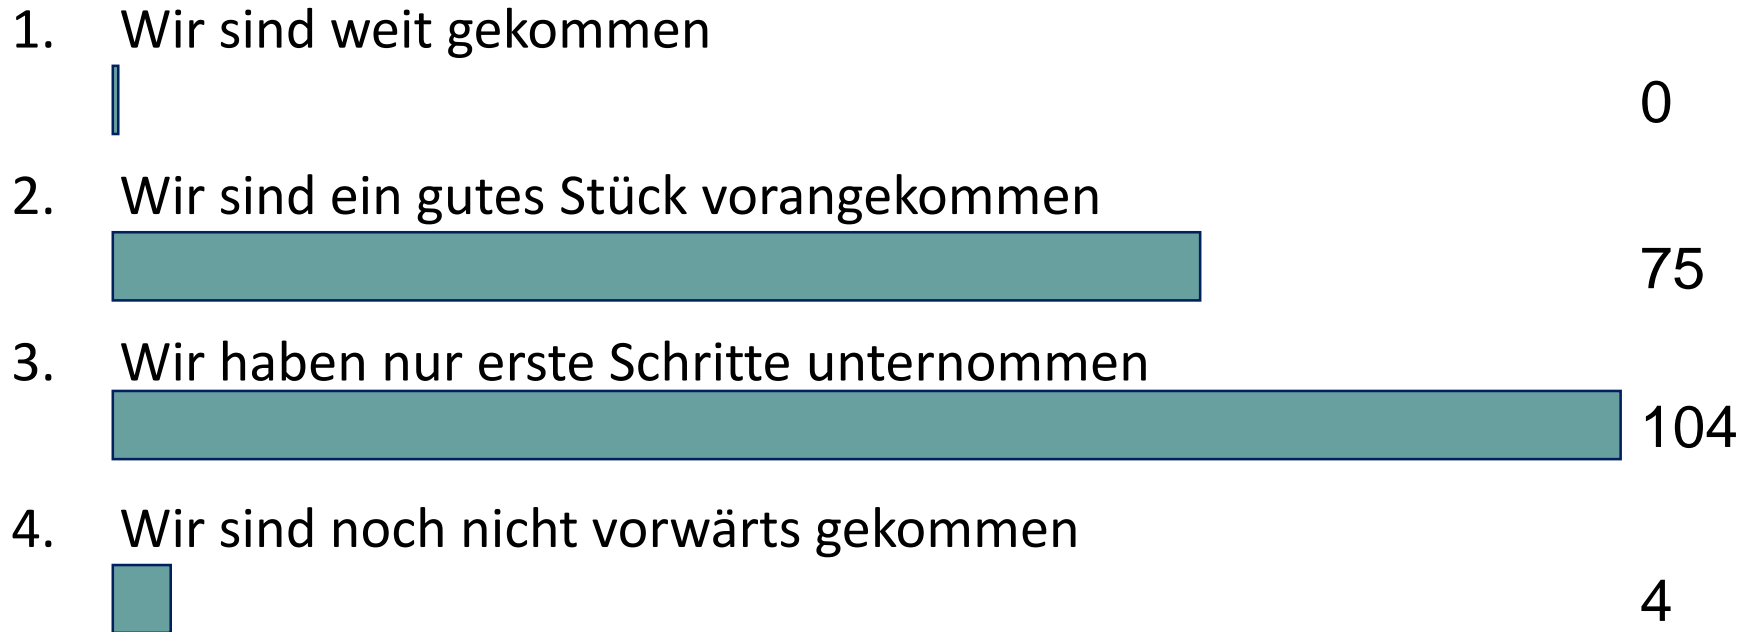 1. Wir sind weit gekommen
0
2. Wir sind ein gutes Stück vorangekommen
75
3. Wir haben nur erste Schritte unternommen
104
4. Wir sind noch nicht vorwärts gekommen
4